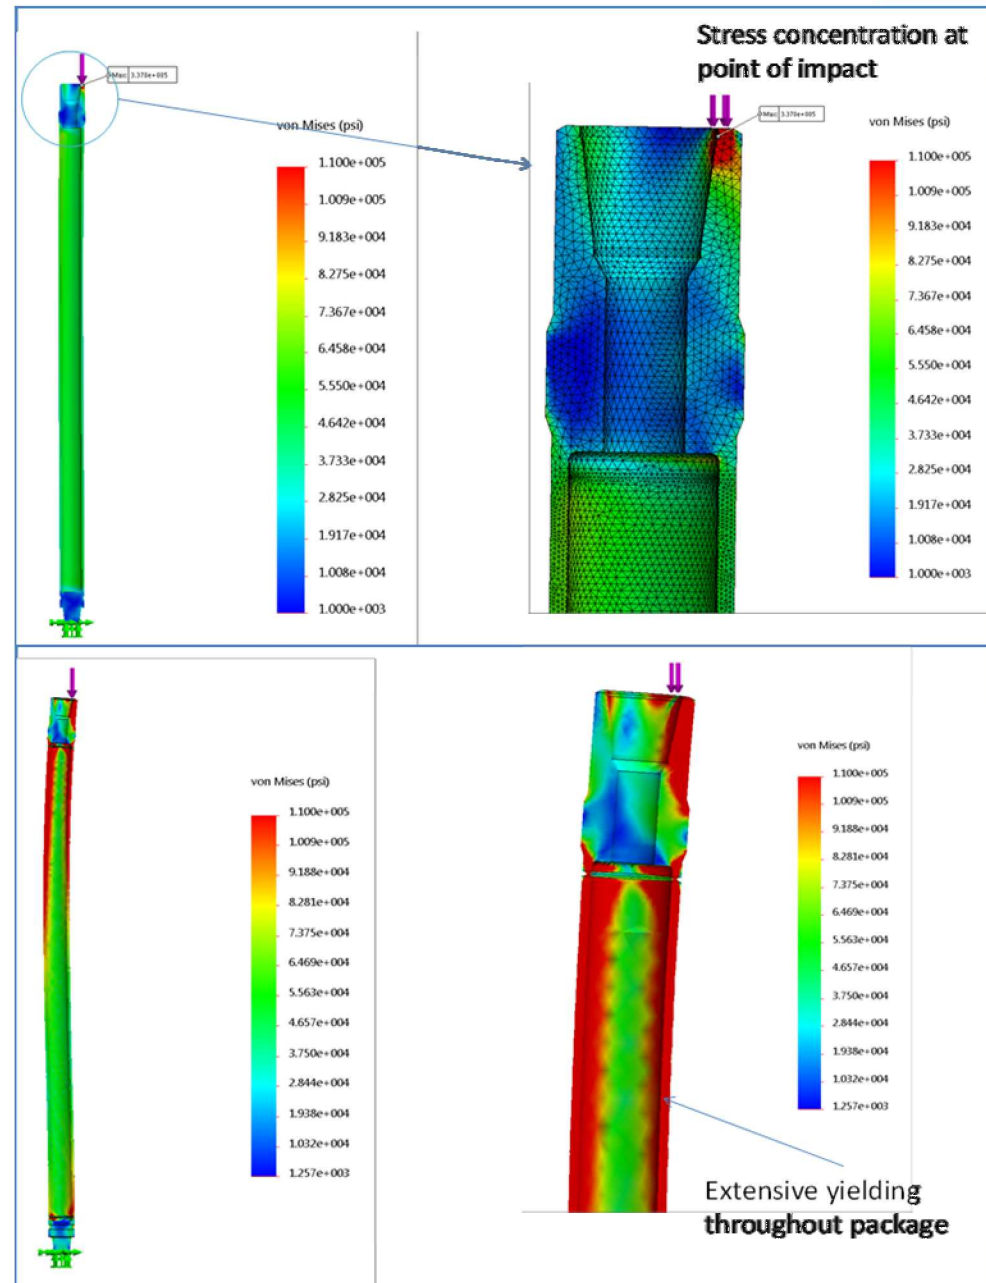 Stress concentration at
point of impact
Misc 3.370e+005
von Mises (psi)
1.100e+005
1.009e+005
9.183e+004
8.275e+004
7.367e+004
6.458e+004
5.550e+004
4.642e+004
3.733e+004
2.825e+004
1.917e+004
1.008e+004
1.000e+003
3.370e+005
von Mises (psi)
1.100e+005
1.009e+005
9.183e+004
8.275e+004
7.367e+004
6.458e+004
5.550e+004
4.642e+004
3.733e+004
2.825e+004
1.917e+004
1.008e+004
1.000e+003
von Mises (psi)
1.100e+005
1.009e+005
9.188e+004
8.281e+004
7.375e+004
6.469e+004
5.563e+004
4.657e+004
3.750e+004
2.844e+004
1.938e+004
1.032e+004
1.257e+003
von Mises (psi)
1.100e+005
1.009e+005
9.188e+004
8.281e+004
7.375e+004
6.469e+004
5.563e+004
4.657e+004
3.750e+004
2.844e+004
1.938e+004
1.032e+004
1.257e+003
Extensive yielding
throughout package